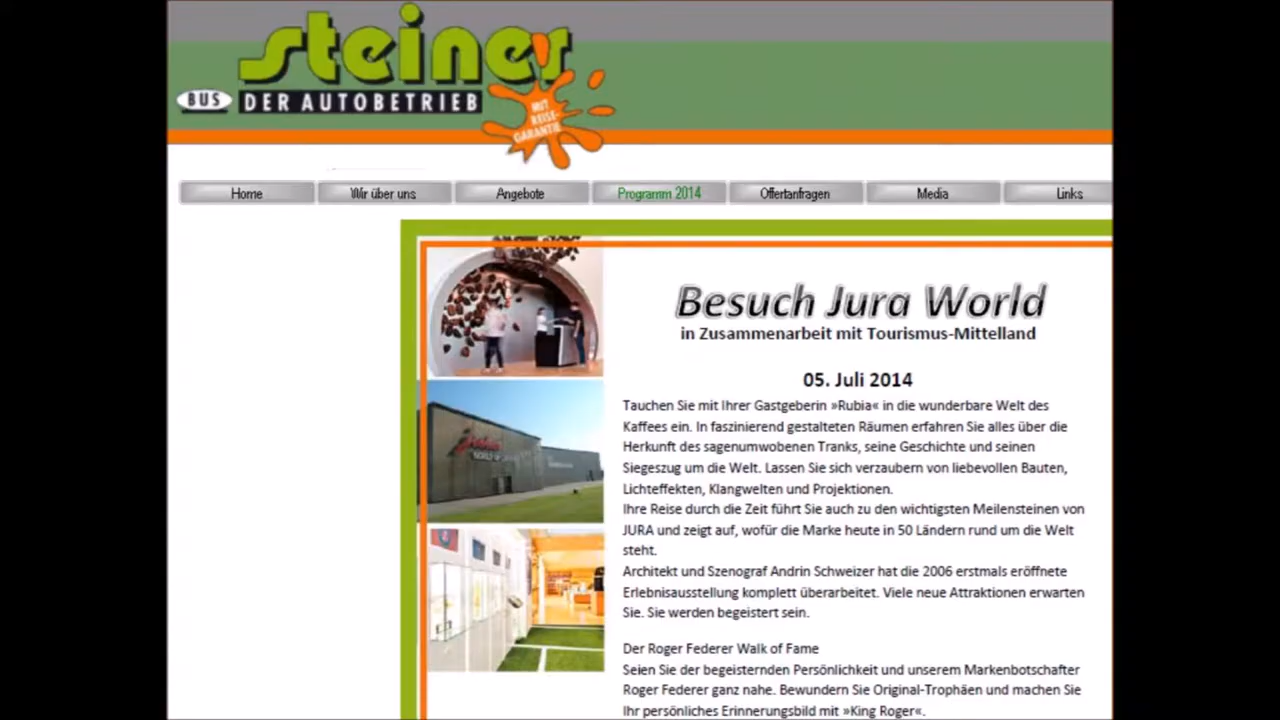 steiner
BUS DER AUTOBETRIEB
MIT
REISE-
GARANTIE
Home Wir über uns Angebote Programm 2014 Offertanfragen Media Links
Besuch Jura World
in Zusammenarbeit mit Tourismus-Mittelland
05. Juli 2014
Tauchen Sie mit Ihrer Gastgeberin »Rubia« in die wunderbare Welt des
Kaffees ein. In faszinierend gestalteten Räumen erfahren Sie alles über die
Herkunft des sagenumwobenen Tranks, seine Geschichte und seinen
Siegeszug um die Welt. Lassen Sie sich verzaubern von liebevollen Bauten,
Lichteffekten, Klangwelten und Projektionen.
Ihre Reise durch die Zeit führt Sie auch zu den wichtigsten Meilensteinen von
JURA und zeigt auf, wofür die Marke heute in 50 Ländern rund um die Welt
steht.
Architekt und Szenograf Andrin Schweizer hat die 2006 erstmals eröffnete
Erlebnisausstellung komplett überarbeitet. Viele neue Attraktionen erwarten
Sie. Sie werden begeistert sein.
Der Roger Federer Walk of Fame
Seien Sie der begeisternden Persönlichkeit und unserem Markenbotschafter
Roger Federer ganz nahe. Bewundern Sie Original-Trophäen und machen Sie
Ihr persönliches Erinnerungsbild mit »King Roger«.